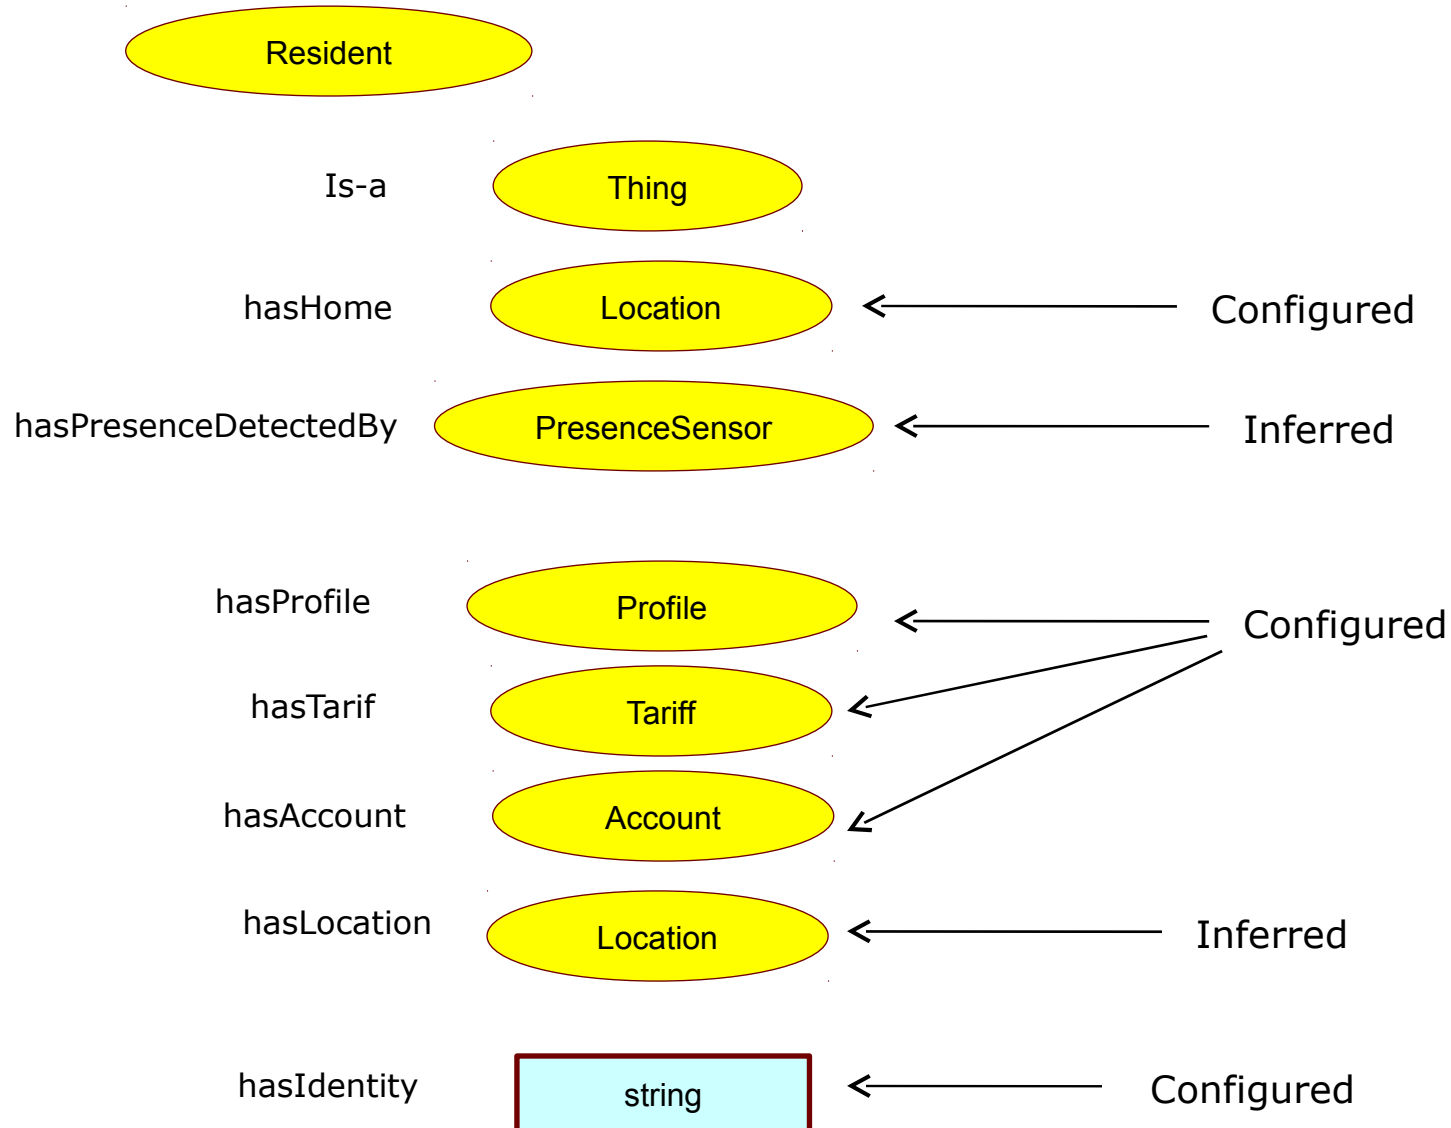 Resident
Is-a Thing
hasHome Location Configured
hasPresenceDetectedBy PresenceSensor Inferred
hasProfile Profile Configured
hasTarif Tariff
hasAccount Account
hasLocation Location Inferred
hasIdentity string Configured